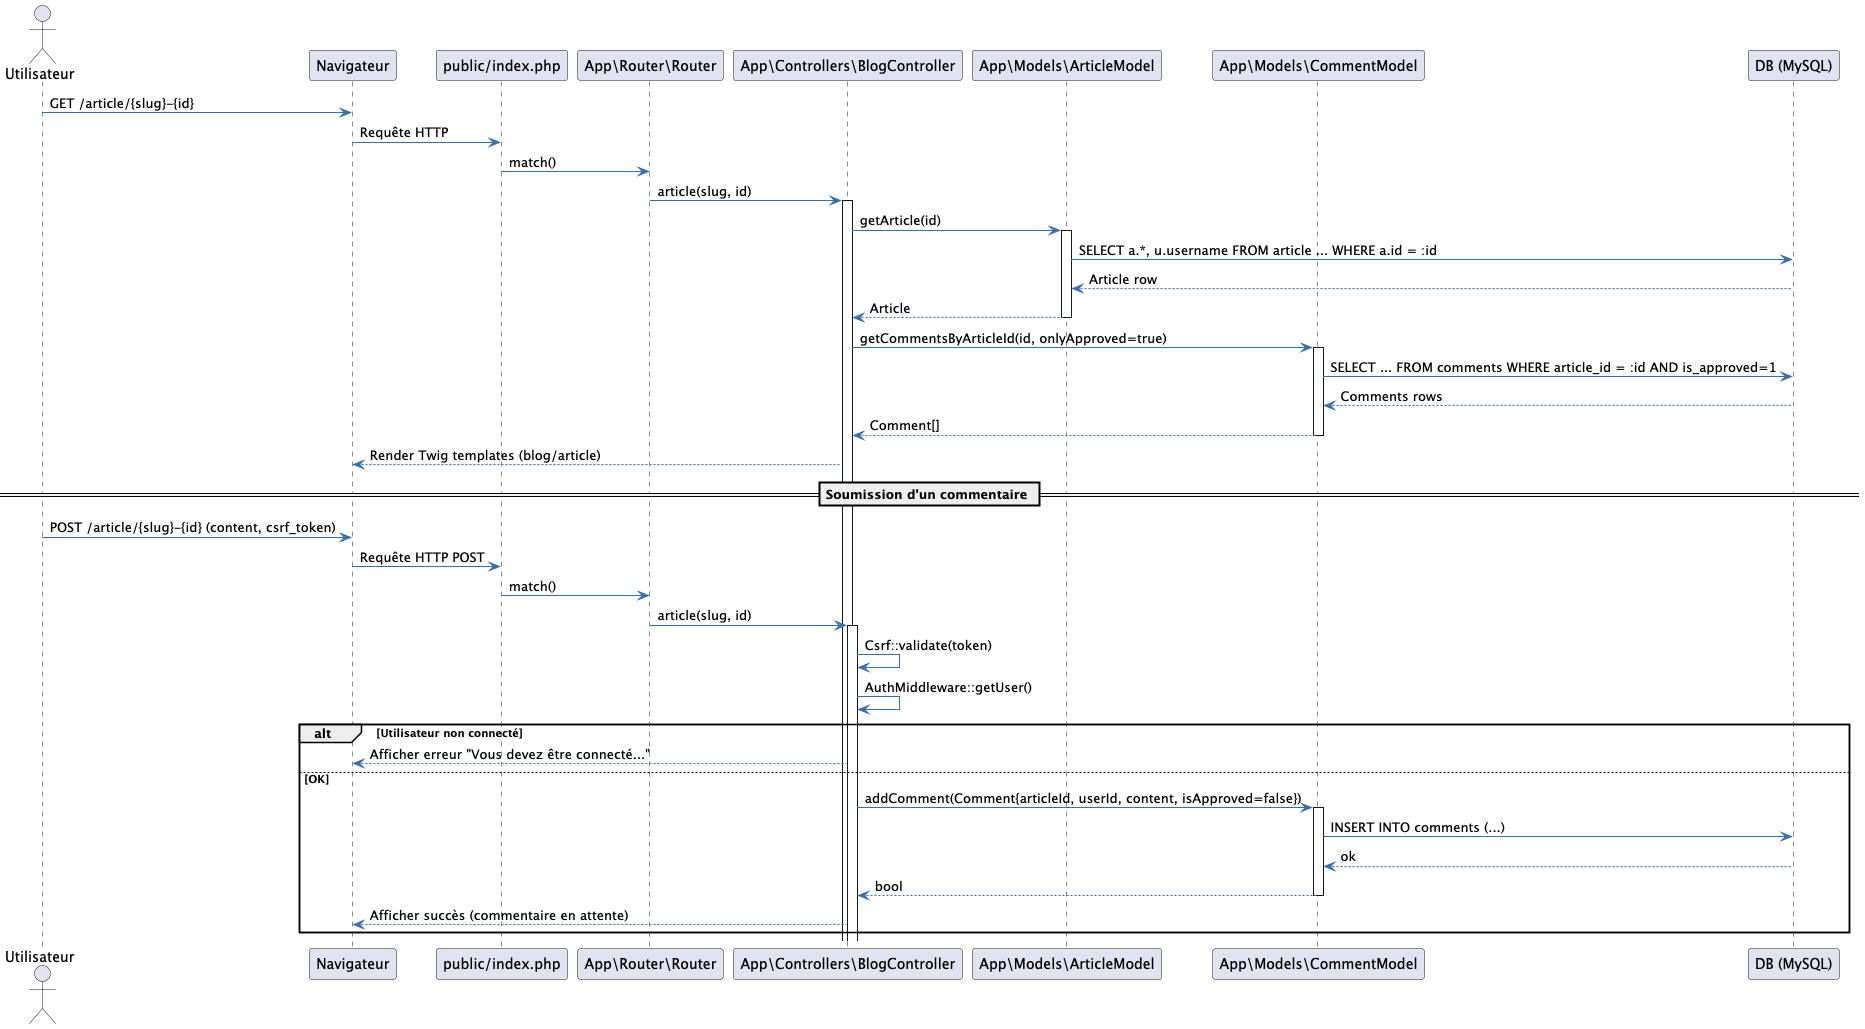 Utilisateur
Navigateur
public/index.php
App\Router\Router
App\Controllers\BlogController
App\Models\ArticleModel
App\Models\CommentModel
DB (MySQL)
GET /article/{slug}-{id}
Requête HTTP
match()
article(slug, id)
getArticle(id)
SELECT a.*, u.username FROM article ... WHERE a.id = :id
Article row
Article
getCommentsByArticleId(id, onlyApproved=true)
SELECT ... FROM comments WHERE article_id = :id AND is_approved=1
Comments rows
Comment[]
Render Twig templates (blog/article)
Soumission d'un commentaire
POST /article/{slug}-{id} (content, csrf_token)
Requête HTTP POST
match()
article(slug, id)
Csrf::validate(token)
AuthMiddleware::getUser()
alt
[Utilisateur non connecté]
Afficher erreur "Vous devez être connecté..."
[OK]
addComment(Comment{articleId, userId, content, isApproved=false})
INSERT INTO comments (...)
ok
bool
Afficher succès (commentaire en attente)
Utilisateur
Navigateur
public/index.php
App\Router\Router
App\Controllers\BlogController
App\Models\ArticleModel
App\Models\CommentModel
DB (MySQL)